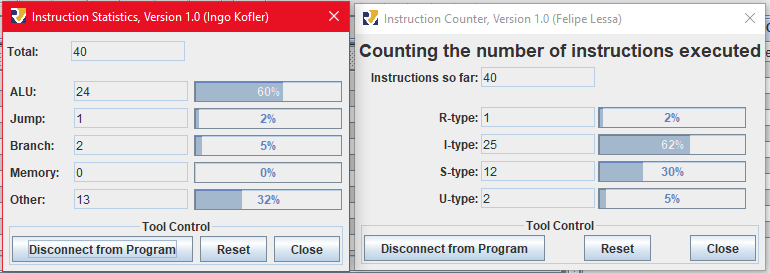 Instruction Statistics, Version 1.0 (Ingo Kofler)
Total: 40
ALU: 24 60%
Jump: 1 2%
Branch: 2 5%
Memory: 0 0%
Other: 13 32%
Tool Control
Disconnect from Program Reset Close
Instruction Counter, Version 1.0 (Felipe Lessa)
Counting the number of instructions executed
Instructions so far: 40
R-type: 1 2%
I-type: 25 62%
S-type: 12 30%
U-type: 2 5%
Tool Control
Disconnect from Program Reset Close